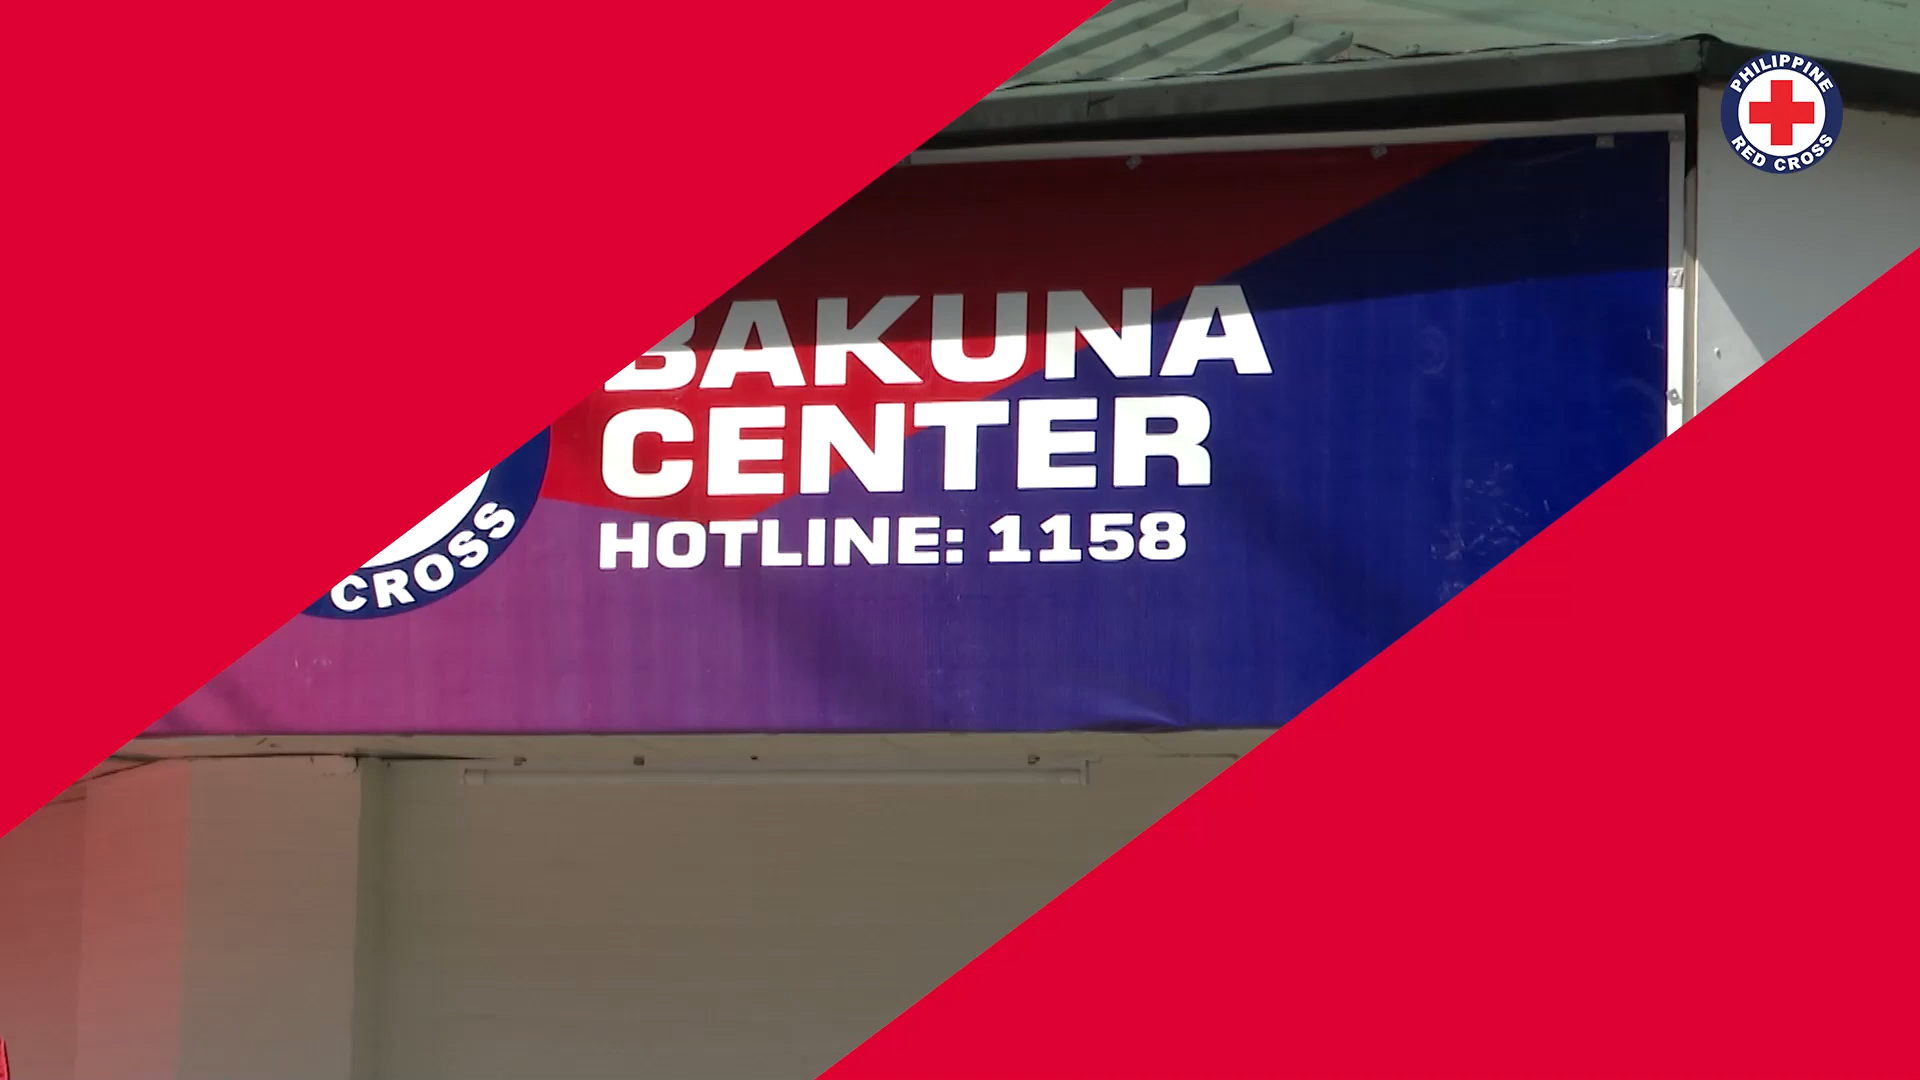 PHILIPPINE
RED CROSS
BAKUNA
CENTER
HOTLINE: 1158
CROSS